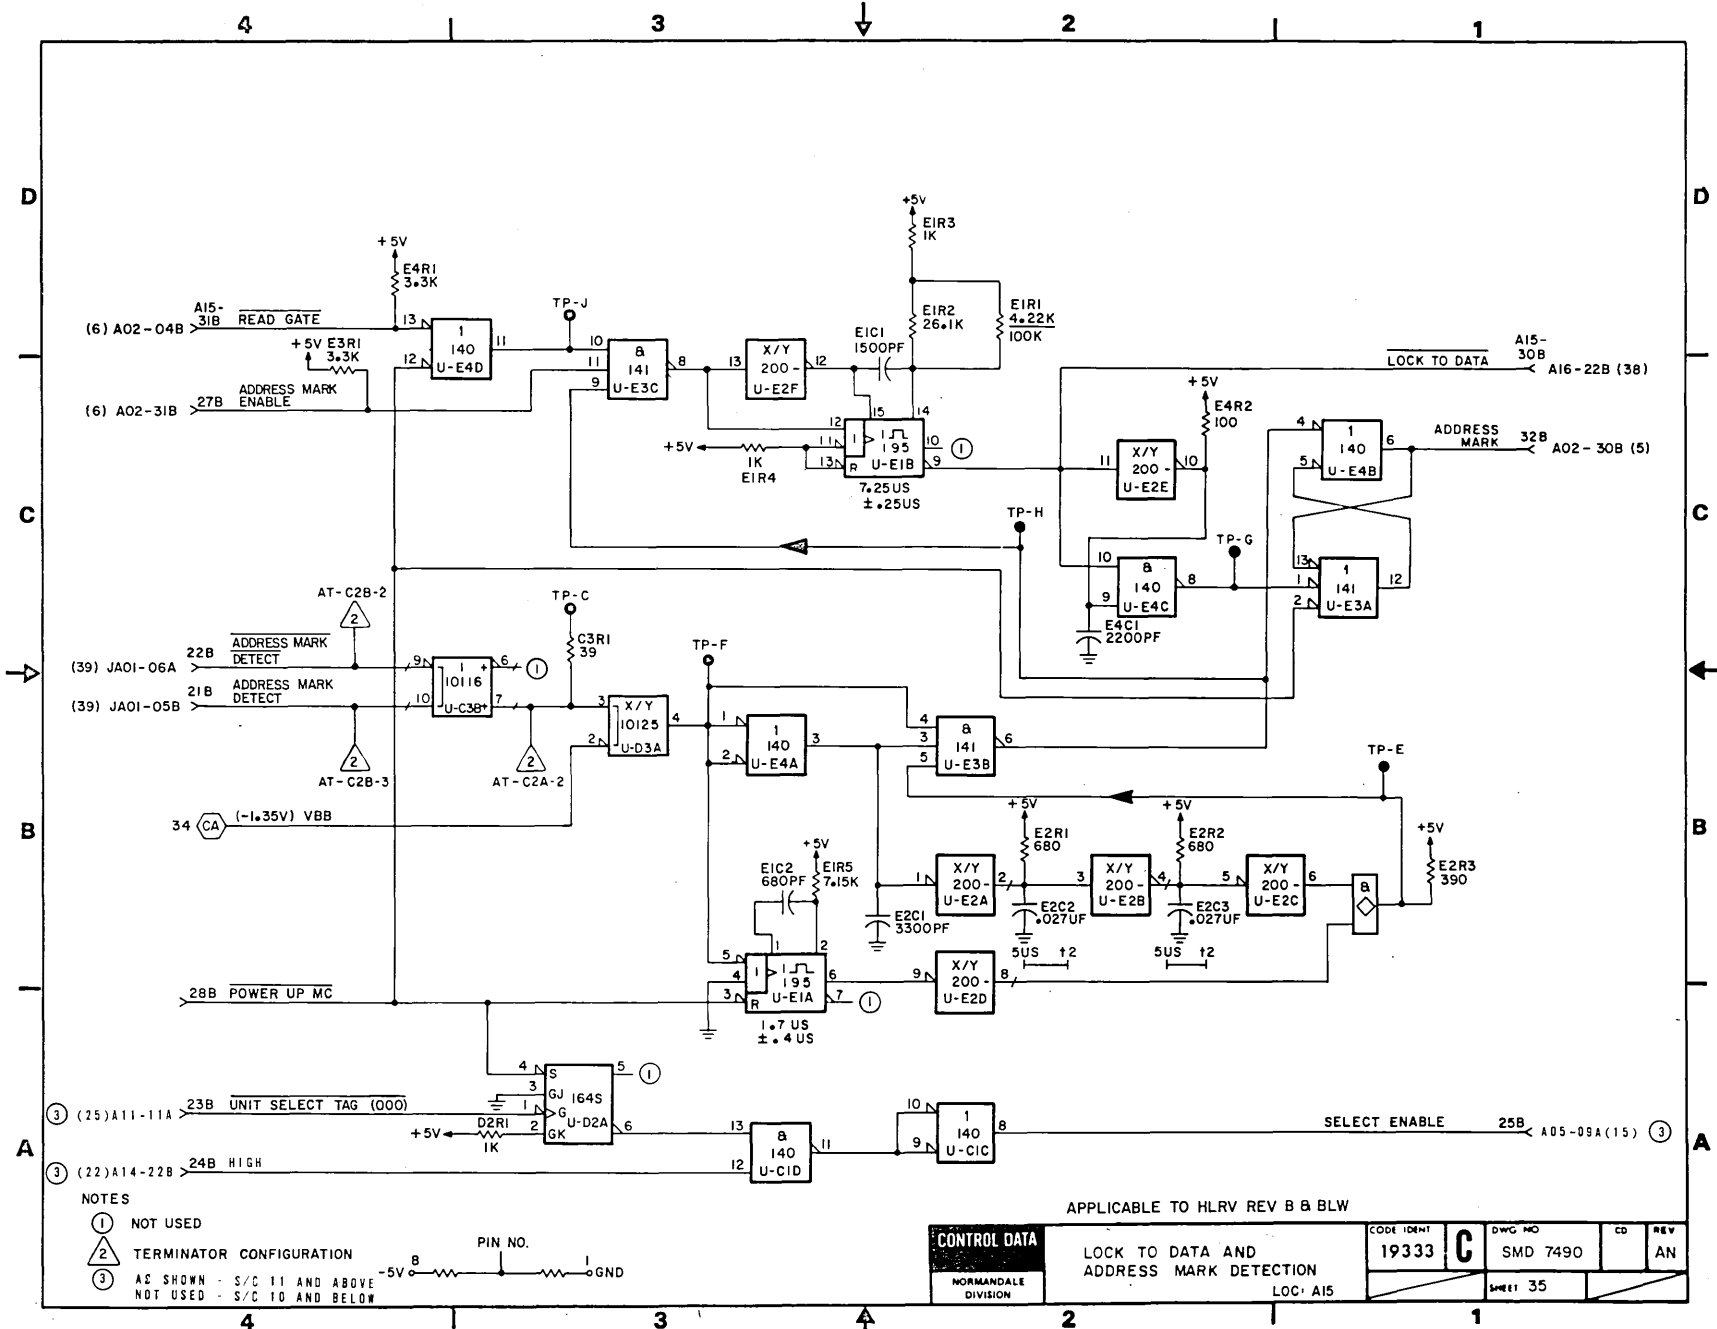 4 3 2 1
D D
C C
B B
A A
+5V
E4R1
3.3K
(6) A02-04B
A15-
31B READ GATE
13
12
1
140
U-E4D
11
TP-J
+5V E3R1
3.3K
(6) A02-31B
27B
ADDRESS MARK
ENABLE
10
11
9
&
141
U-E3C
8
13
X/Y
200-
U-E2F
12
E1C1
1500PF
+5V
E1R3
1K
E1R2
26.1K
E1R1
4.22K
100K
15 14
12
11
13
1
R
1
195
U-E1B
10
9
1
7.25US
±.25US
+5V
1K
E1R4
LOCK TO DATA
A15-
30B
A16-22B (38)
+5V
E4R2
100
11
X/Y
200-
U-E2E
10
4
5
1
140
U-E4B
6
ADDRESS
MARK
32B
A02-30B (5)
TP-H
TP-G
10
9
&
140
U-E4C
8
E4C1
2200PF
13
1
2
1
141
U-E3A
12
AT-C2B-2
2
(39) JA01-06A
22B
ADDRESS MARK
DETECT
(39) JA01-05B
21B
ADDRESS MARK
DETECT
9
10
1 +
10116
U-C3B+
6
7
1
2
AT-C2B-3
TP-C
C3R1
39
2
AT-C2A-2
3
2
X/Y
10125
U-D3A
4
TP-F
1
2
1
140
U-E4A
3
4
3
5
&
141
U-E3B
6
TP-E
34 CA (-1.35V) VBB
E1C2
680PF
+5V
E1R5
7.15K
E2C1
3300PF
1
X/Y
200-
U-E2A
2
+5V
E2R1
680
E2C2
.027UF
5US t2
3
X/Y
200-
U-E2B
4
+5V
E2R2
680
E2C3
.027UF
5US t2
5
X/Y
200-
U-E2C
6
&
+5V
E2R3
390
1 2
5
4
3
1
R
1
195
U-E1A
6
7
1
1.7 US
±.4US
9
X/Y
200-
U-E2D
8
28B POWER UP MC
4
3
1
2
S
GJ
G
GK
164S
U-D2A
5
6
1
3 (25)A11-11A
23B UNIT SELECT TAG (000)
+5V
D2R1
1K
3 (22)A14-22B
24B HIGH
13
12
&
140
U-C1D
11
10
9
1
140
U-C1C
8
SELECT ENABLE
25B
A05-09A(15) 3
NOTES
1 NOT USED
2 TERMINATOR CONFIGURATION
3 AS SHOWN - S/C 11 AND ABOVE
NOT USED - S/C 10 AND BELOW
-5V 8 PIN NO. 1 GND
APPLICABLE TO HLRV REV B & BLW
CONTROL DATA
NORMANDALE
DIVISION
LOCK TO DATA AND
ADDRESS MARK DETECTION
LOC: A15
CODE IDENT
19333
C
DWG NO
SMD 7490
CD
REV
AN
SHEET 35
4 3 2 1